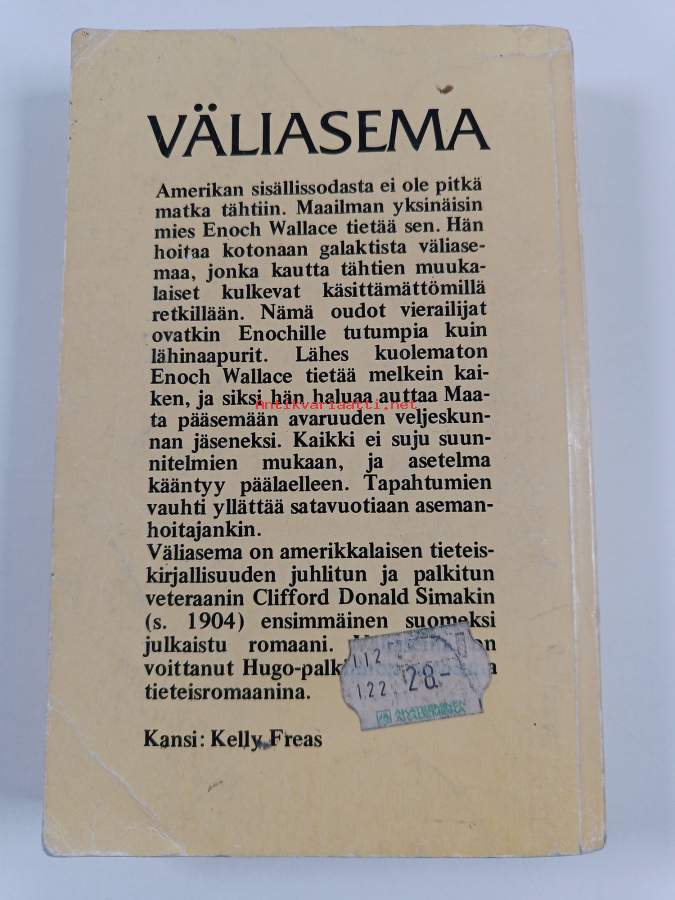 VÄLIASEMA
Amerikan sisällissodasta ei ole pitkä
matka tähtiin. Maailman yksinäisin
mies Enoch Wallace tietää sen. Hän
hoitaa kotonaan galaktista väliase-
maa, jonka kautta tähtien muuka-
laiset kulkevat käsittämättömillä
retkillään. Nämä oudot vierailijat
ovatkin Enochille tutumpia kuin
lähinaapurit. Lähes kuolematon
Enoch Wallace tietää melkein kai-
ken, ja siksi hän haluaa auttaa Maa-
Antikvariaatti.net
ta pääsemään avaruuden veljeskun-
nan jäseneksi. Kaikki ei suju suun-
nitelmien mukaan, ja asetelma
kääntyy päälaelleen. Tapahtumien
vauhti yllättää satavuotiaan aseman-
hoitajankin.
Väliasema on amerikkalaisen tieteis-
kirjallisuuden juhlitun ja palkitun
veteraanin Clifford Donald Simakin
(s. 1904) ensimmäinen suomeksi
julkaistu romaani.
voittanut Hugo-palk
tieteisromaanina.
112
122 28.-
Kansi: Kelly Freas